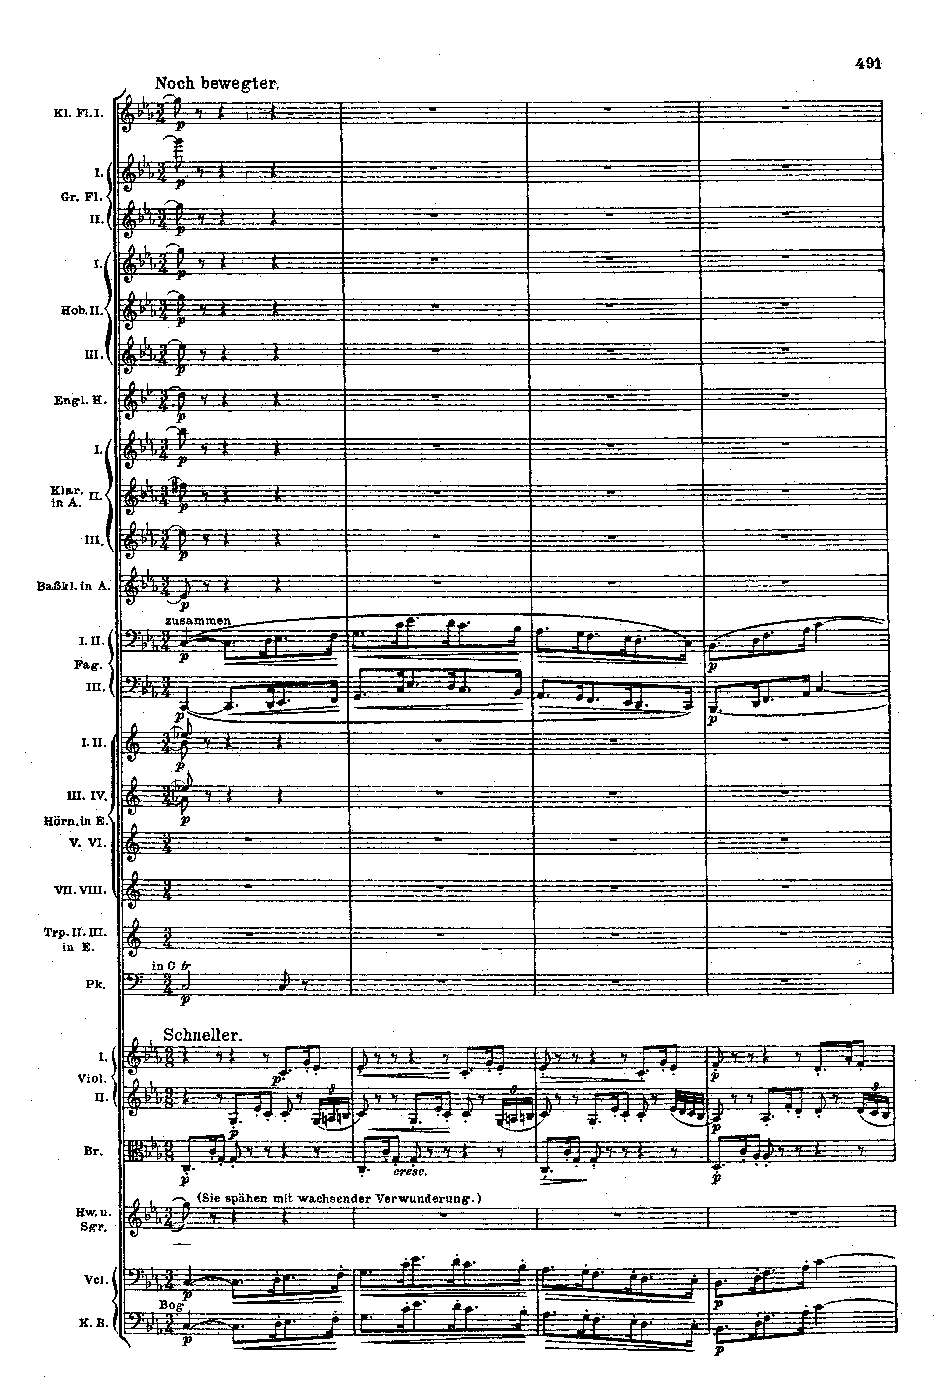 491
Noch bewegter.
Kl. Fl. I.
I.
Gr. Fl.
II.
I.
Hob. II.
III.
Engl. H.
I.
Klar. II.
in A.
III.
Baßkl. in A.
zusammen
I. II.
p
Fag.
p
III.
p
p
I. II.
p
III. IV.
p
Hörn. in E.
V. VI.
VII. VIII.
Trp. II. III.
in E.
in C tr
Pk.
p
Schneller.
I.
p
p
Viol.
II.
p
p
Br.
p
cresc.
p
(Sie spähen mit wachsender Verwunderung.)
Hw. u.
Sgr.
Vcl.
p
p
Bog.
K. B.
p
p